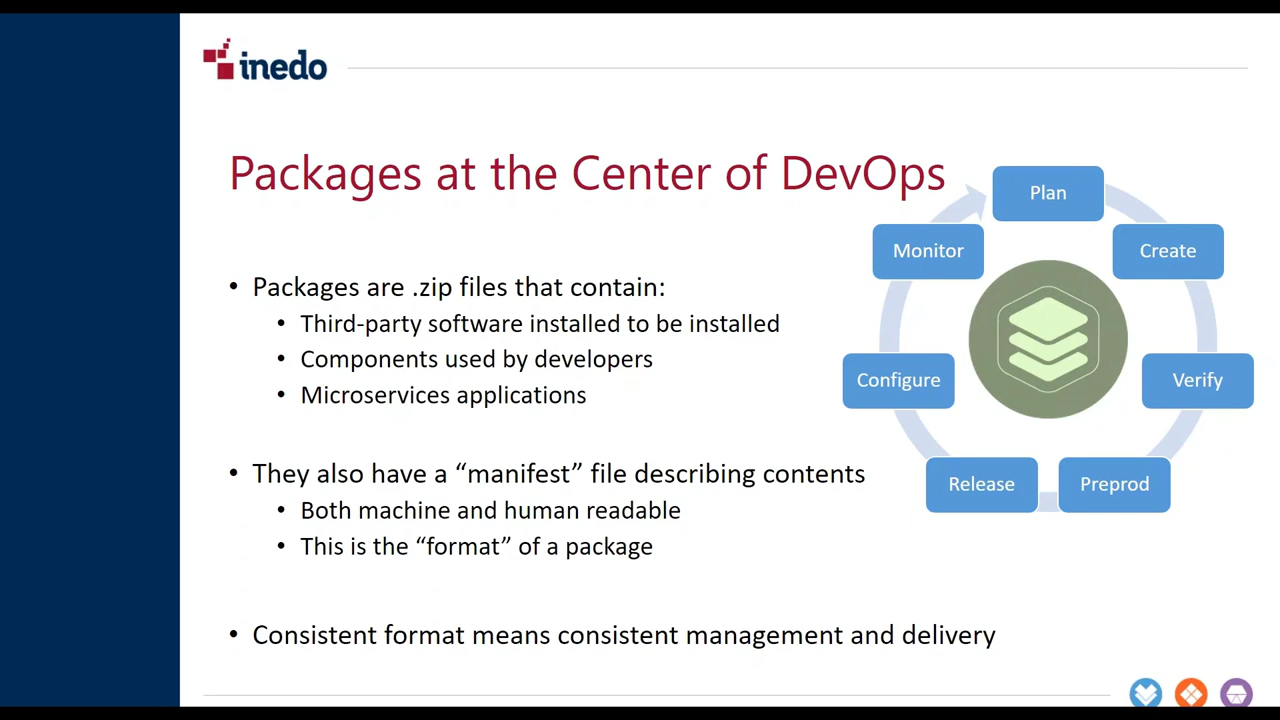 inedo
Packages at the Center of DevOps
• Packages are .zip files that contain:
• Third-party software installed to be installed
• Components used by developers
• Microservices applications
• They also have a “manifest” file describing contents
• Both machine and human readable
• This is the “format” of a package
• Consistent format means consistent management and delivery
Plan
Create
Verify
Preprod
Release
Configure
Monitor